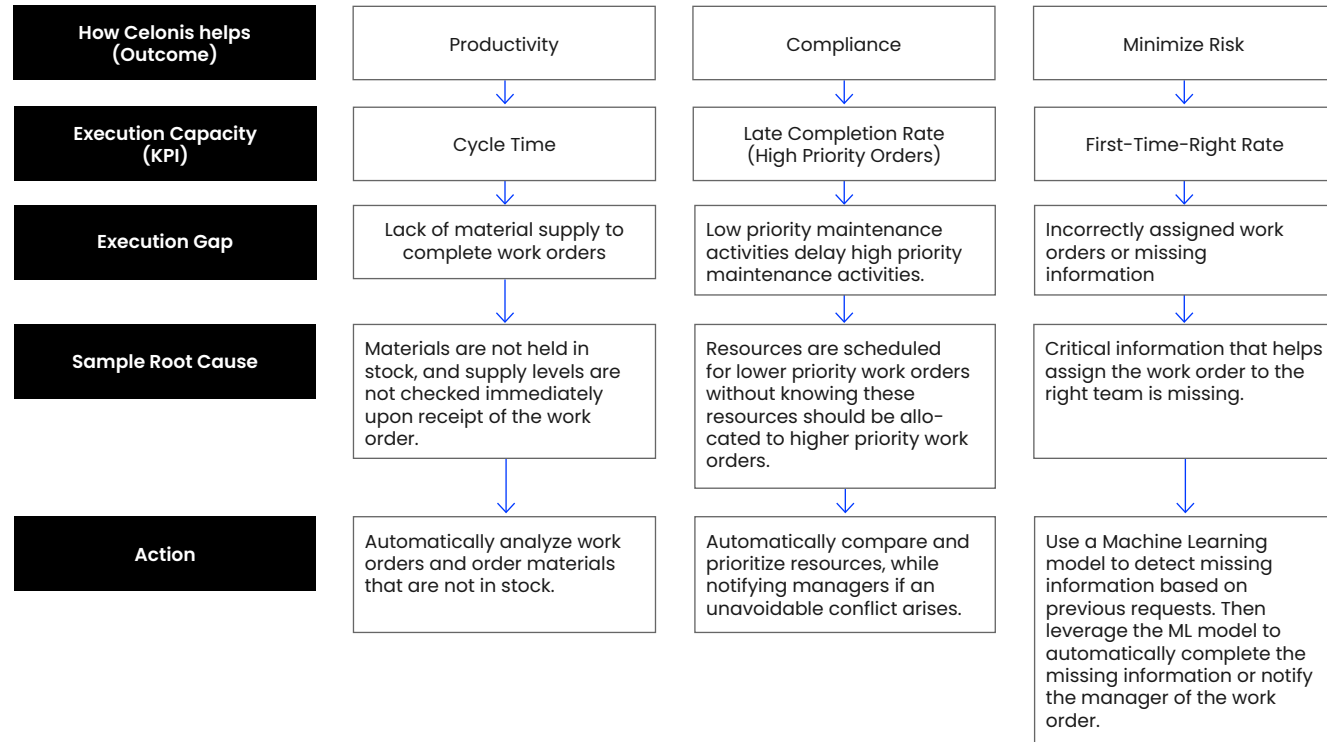 How Celonis helps
(Outcome)
Productivity
Compliance
Minimize Risk
Execution Capacity
(KPI)
Cycle Time
Late Completion Rate
(High Priority Orders)
First-Time-Right Rate
Execution Gap
Lack of material supply to
complete work orders
Low priority maintenance
activities delay high priority
maintenance activities.
Incorrectly assigned work
orders or missing
information
Sample Root Cause
Materials are not held in
stock, and supply levels are
not checked immediately
upon receipt of the work
order.
Resources are scheduled
for lower priority work orders
without knowing these
resources should be allo-
cated to higher priority work
orders.
Critical information that helps
assign the work order to the
right team is missing.
Action
Automatically analyze work
orders and order materials
that are not in stock.
Automatically compare and
prioritize resources, while
notifying managers if an
unavoidable conflict arises.
Use a Machine Learning
model to detect missing
information based on
previous requests. Then
leverage the ML model to
automatically complete the
missing information or notify
the manager of the work
order.